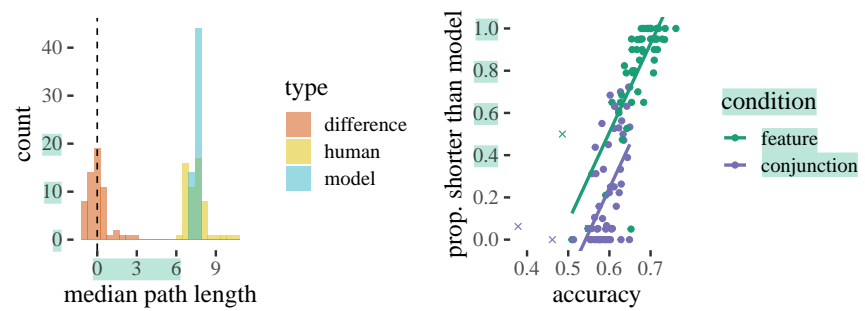 count
40
30
20
10
0
0 3 6 9
median path length
type
difference
human
model
prop. shorter than model
1.0
0.8
0.6
0.4
0.2
0.0
0.4 0.5 0.6 0.7
accuracy
condition
feature
conjunction